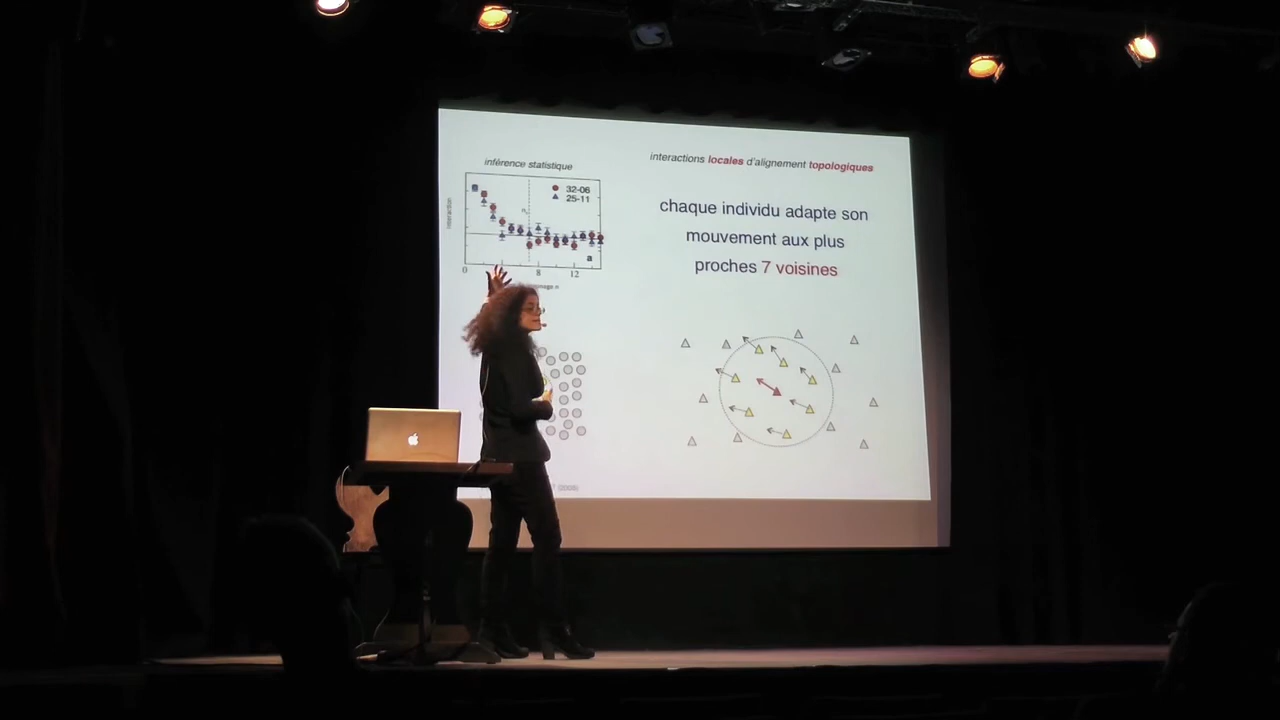 inférence statistique
interaction
32-06
25-11
a
0
8
12
interactions locales d'alignement topologiques
chaque individu adapte son
mouvement aux plus
proches 7 voisines